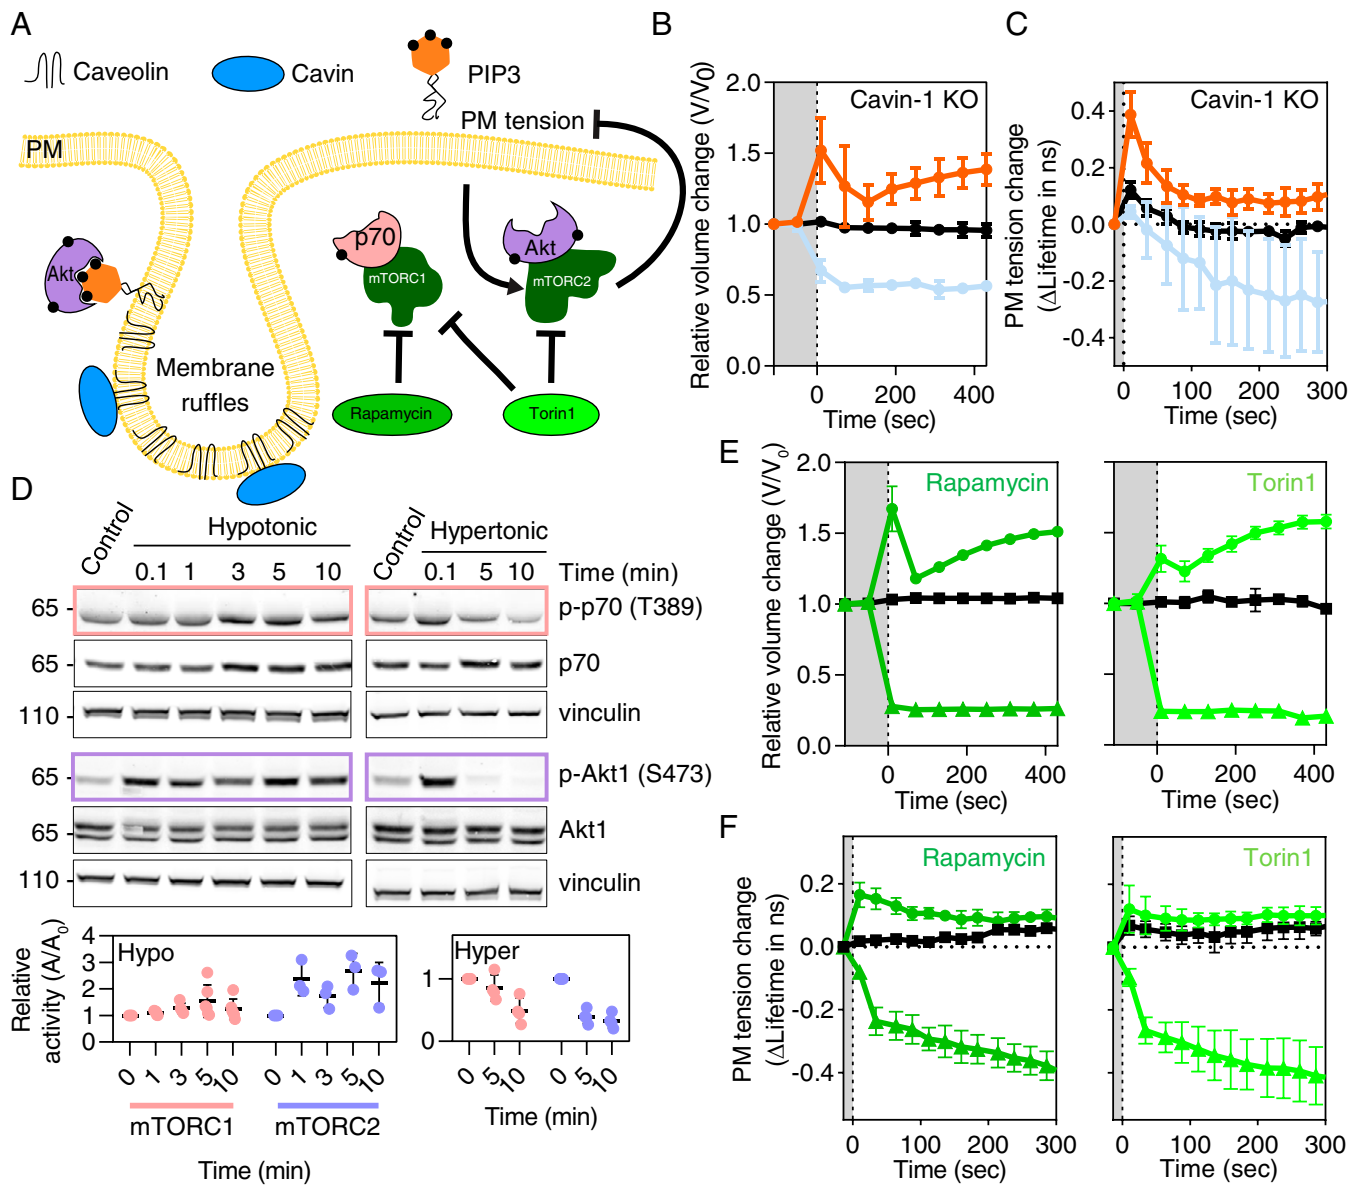 A
Caveolin
Cavin
PIP3
PM tension
PM
Akt
p70
mTORC1
Akt
mTORC2
Membrane
ruffles
Rapamycin
Torin1
B
Relative volume change (V/V0)
2.0
1.5
1.0
0.5
0.0
Cavin-1 KO
0 200 400
Time (sec)
C
PM tension change
(ΔLifetime in ns)
0.4
0.2
0.0
-0.2
-0.4
Cavin-1 KO
0 100 200 300
Time (sec)
D
Control
Hypotonic
Control
Hypertonic
0.1 1 3 5 10
0.1 5 10
Time (min)
65
p-p70 (T389)
65
p70
110
vinculin
65
p-Akt1 (S473)
65
Akt1
110
vinculin
Relative
activity (A/A0)
4
3
2
1
0
Hypo
0 1 3 5 10 0 1 3 5 10
mTORC1 mTORC2
Time (min)
Hyper
1
0
0 5 10 0 5 10
Time (min)
E
Relative volume change (V/V0)
2.0
1.5
1.0
0.5
0.0
Rapamycin
0 200 400
Time (sec)
Torin1
0 200 400
Time (sec)
F
PM tension change
(ΔLifetime in ns)
0.2
0.0
-0.2
-0.4
Rapamycin
0 100 200 300
Time (sec)
Torin1
0 100 200 300
Time (sec)